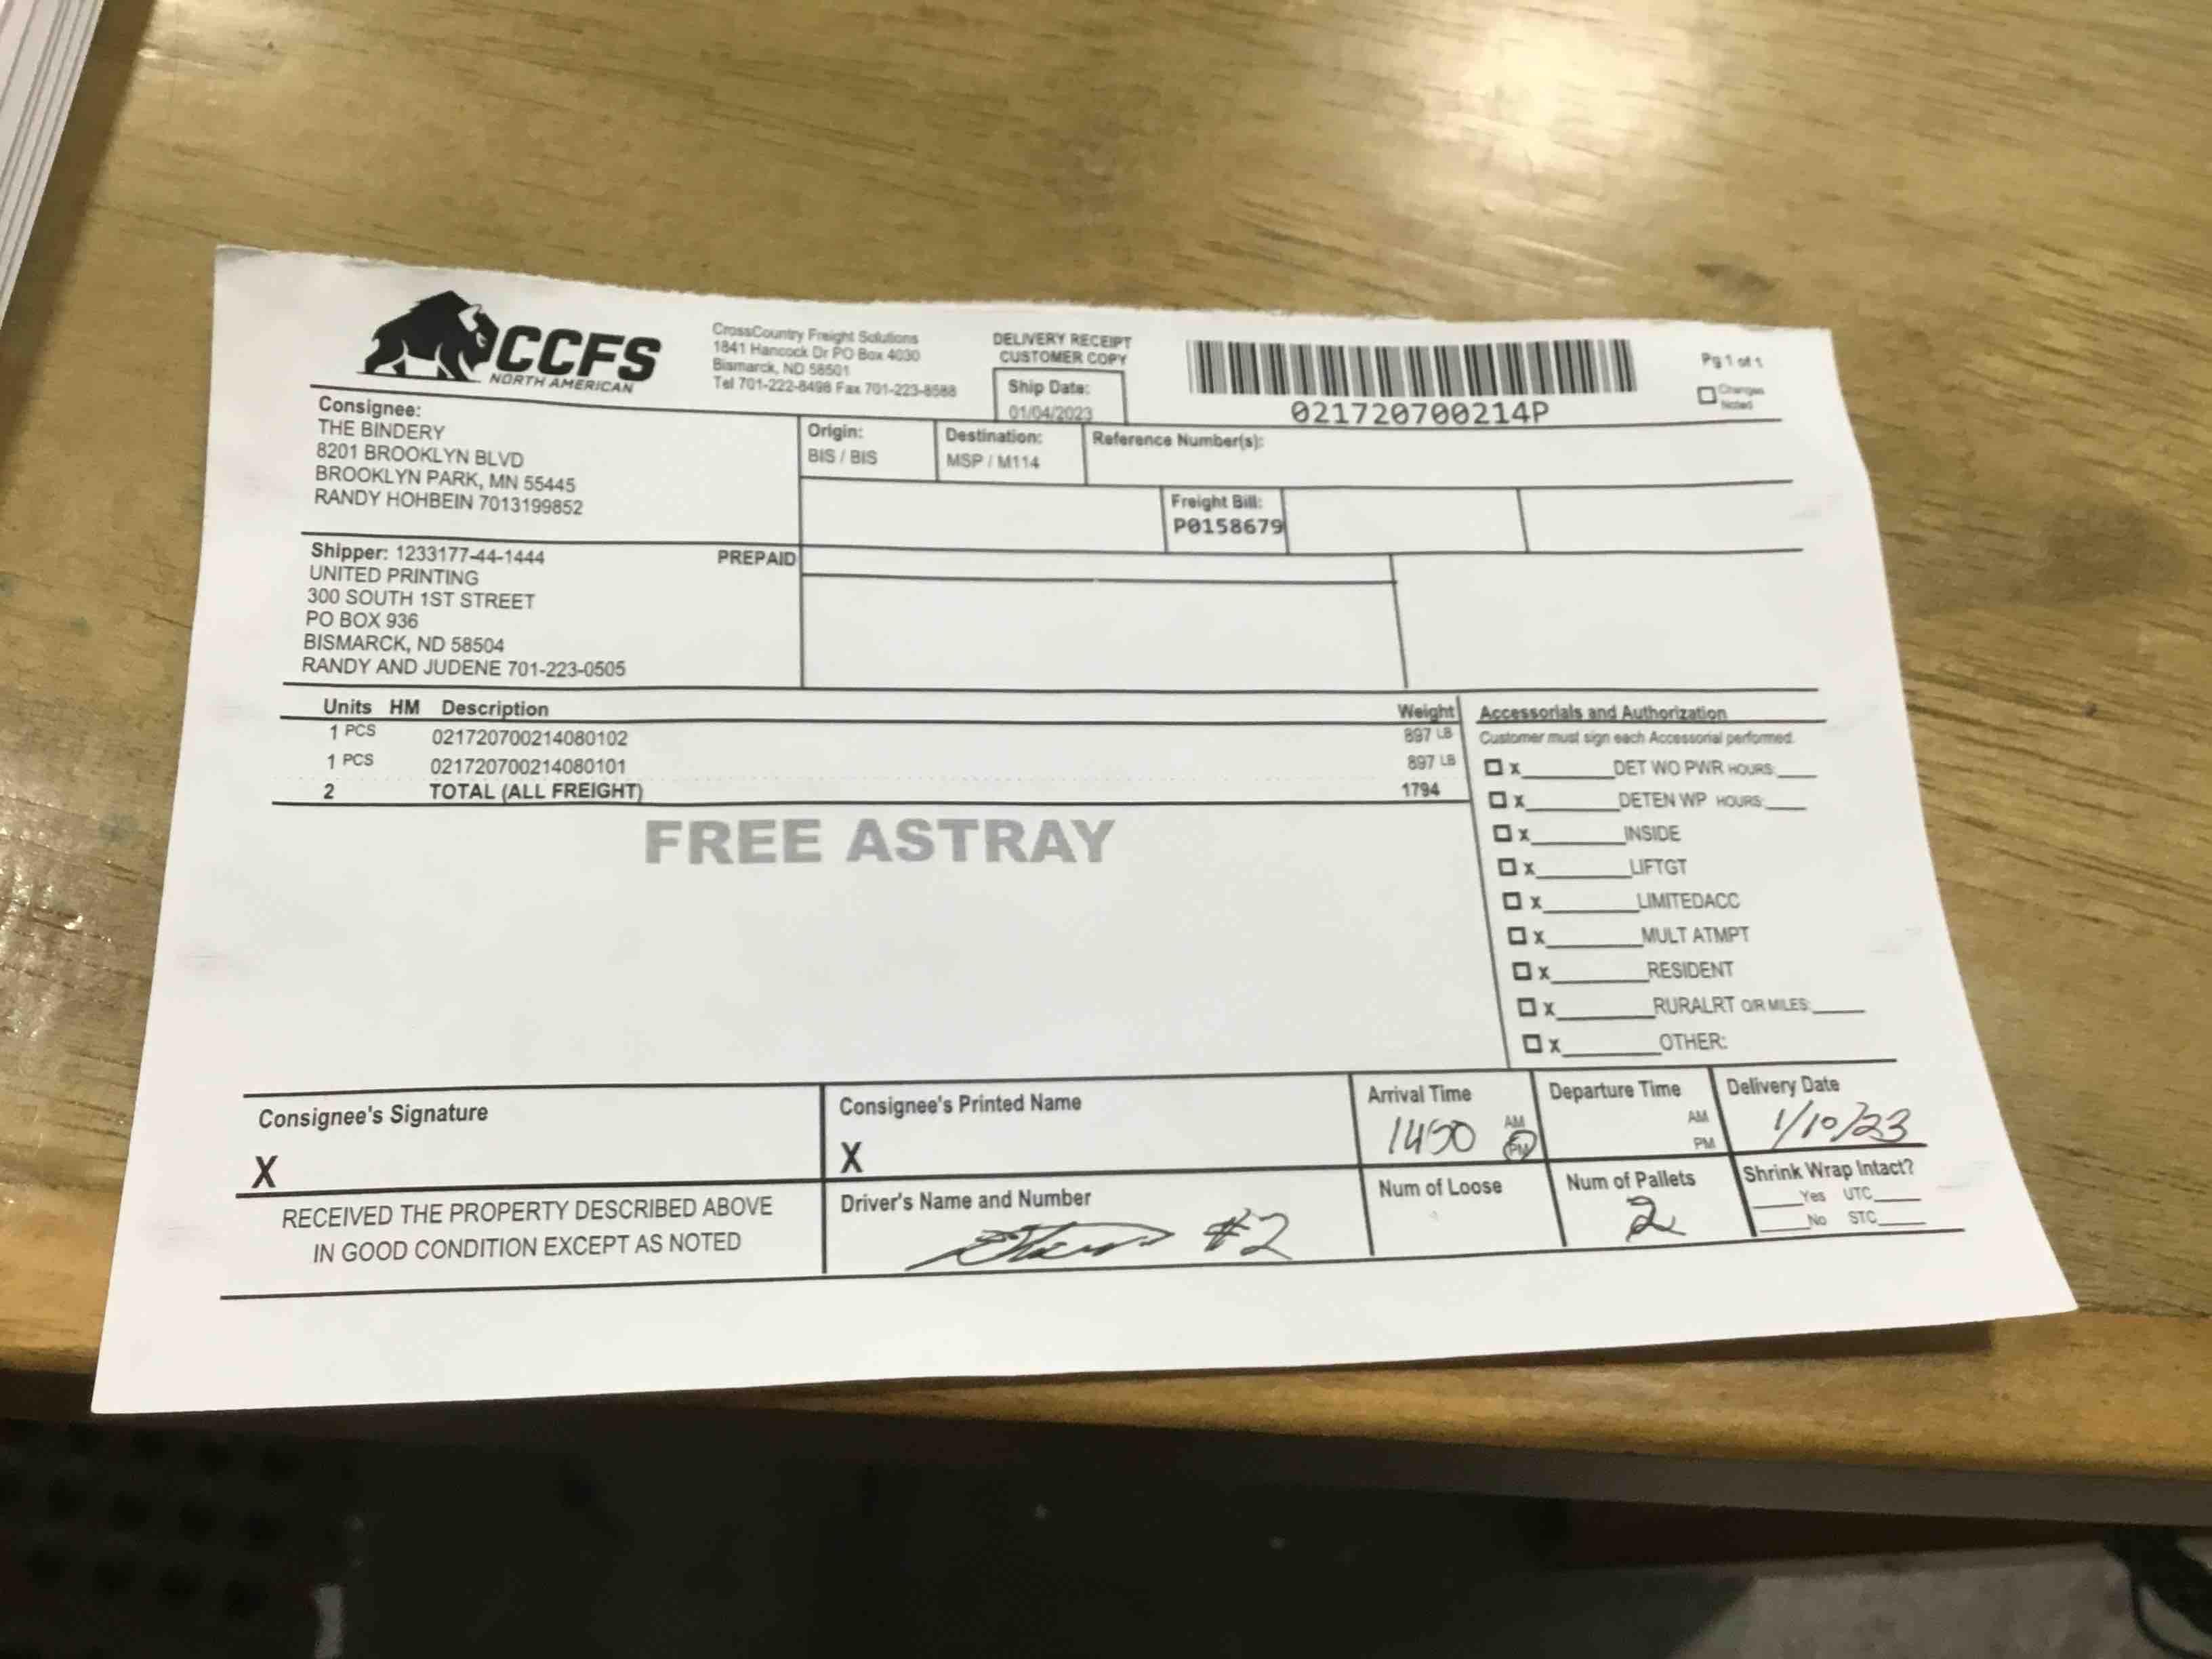 CCFS
NORTH AMERICAN
CrossCountry Freight Solutions
1841 Hancock Dr PO Box 4030
Bismarck, ND 58501
Tel 701-222-8498 Fax 701-223-8588
DELIVERY RECEIPT
CUSTOMER COPY
Ship Date:
01/04/2023
021720700214P
Pg 1 of 1
Changes
Noted
Consignee:
THE BINDERY
8201 BROOKLYN BLVD
BROOKLYN PARK, MN 55445
RANDY HOHBEIN 7013199852
Origin:
BIS / BIS
Destination:
MSP / M114
Reference Number(s):
Freight Bill:
P0158679
Shipper: 1233177-44-1444 PREPAID
UNITED PRINTING
300 SOUTH 1ST STREET
PO BOX 936
BISMARCK, ND 58504
RANDY AND JUDENE 701-223-0505
Units HM Description Weight
1 PCS 021720700214080102 897 LB
1 PCS 021720700214080101 897 LB
2 TOTAL (ALL FREIGHT) 1794
FREE ASTRAY
Accessorials and Authorization
Customer must sign each Accessorial performed.
x DET WO PWR HOURS:
x DETEN WP HOURS:
x INSIDE
x LIFTGT
x LIMITEDACC
x MULT ATMPT
x RESIDENT
x RURALRT O/R MILES:
x OTHER:
Consignee's Signature
X
Consignee's Printed Name
X
Arrival Time
1450 AM
PM
Departure Time
AM
PM
Delivery Date
1/10/23
RECEIVED THE PROPERTY DESCRIBED ABOVE
IN GOOD CONDITION EXCEPT AS NOTED
Driver's Name and Number
#2
Num of Loose
Num of Pallets
2
Shrink Wrap Intact?
Yes UTC
No STC